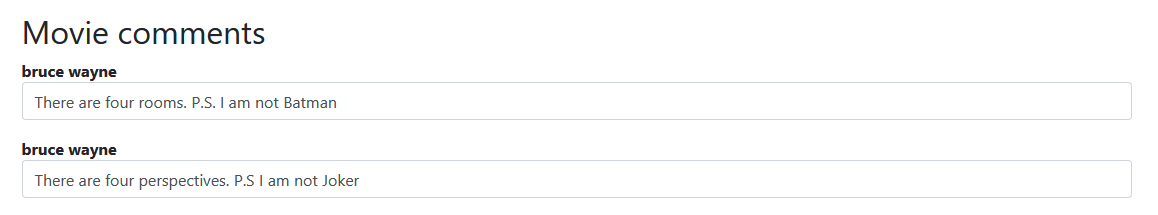 Movie comments
bruce wayne
There are four rooms. P.S. I am not Batman
bruce wayne
There are four perspectives. P.S I am not Joker